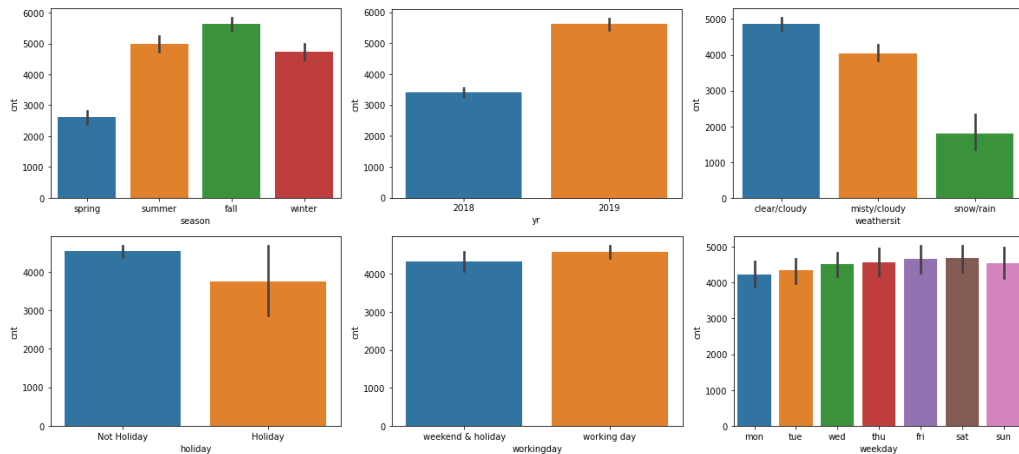 6000
5000
4000
3000
2000
1000
0
cnt
spring summer fall winter
season
6000
5000
4000
3000
2000
1000
0
cnt
2018 2019
yr
5000
4000
3000
2000
1000
0
cnt
clear/cloudy misty/cloudy snow/rain
weathersit
4000
3000
2000
1000
0
cnt
Not Holiday Holiday
holiday
4000
3000
2000
1000
0
cnt
weekend & holiday working day
workingday
5000
4000
3000
2000
1000
0
cnt
mon tue wed thu fri sat sun
weekday